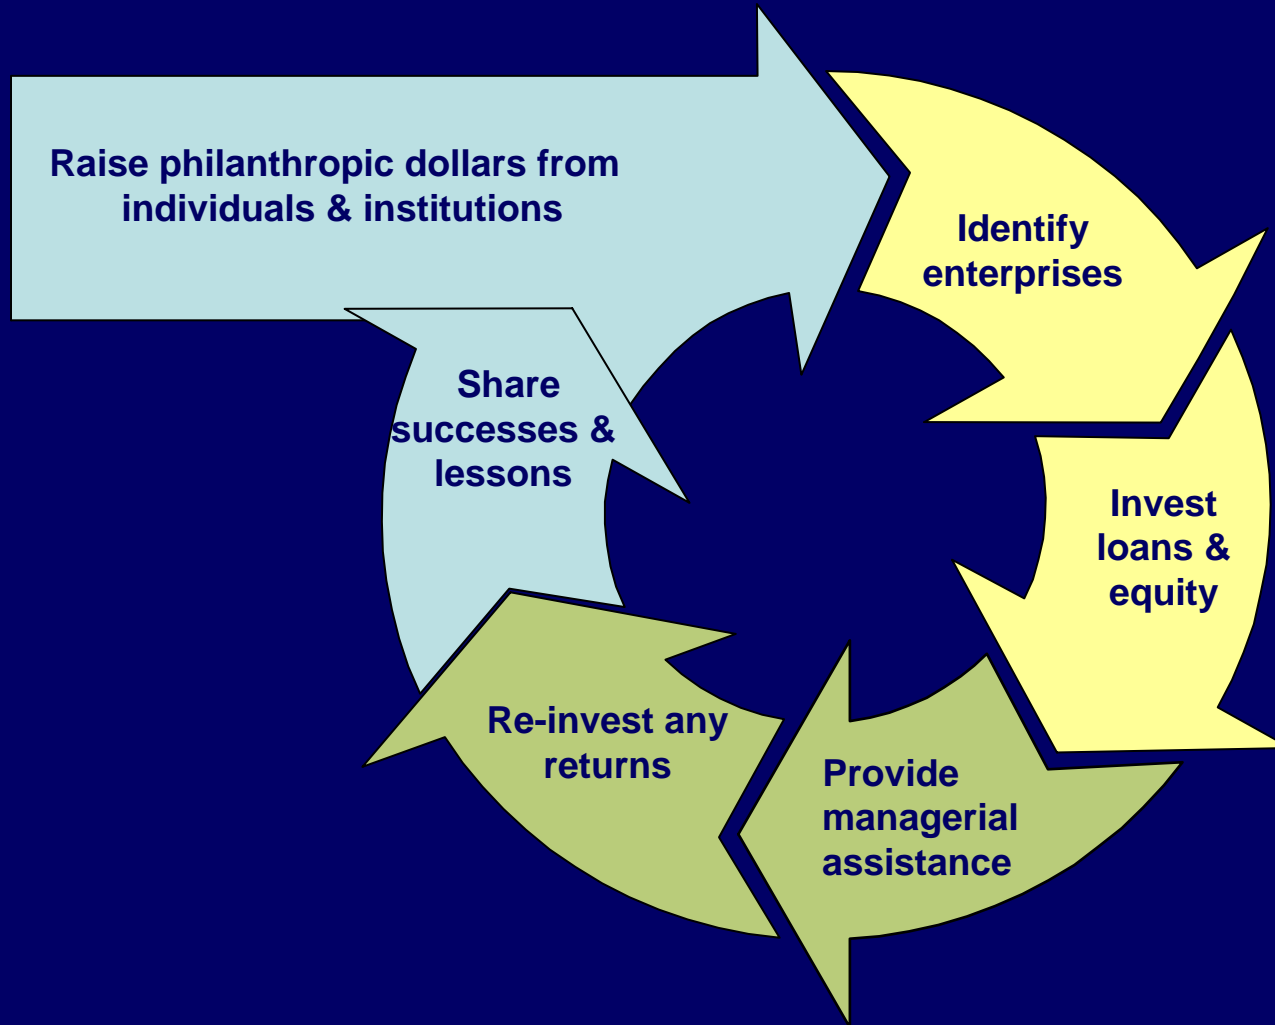 Raise philanthropic dollars from
individuals & institutions
Identify
enterprises
Invest
loans &
equity
Provide
managerial
assistance
Re-invest any
returns
Share
successes &
lessons